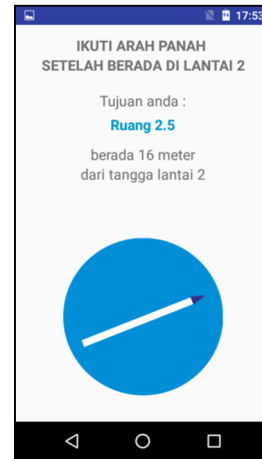 17:53
IKUTI ARAH PANAH
SETELAH BERADA DI LANTAI 2
Tujuan anda :
Ruang 2.5
berada 16 meter
dari tangga lantai 2